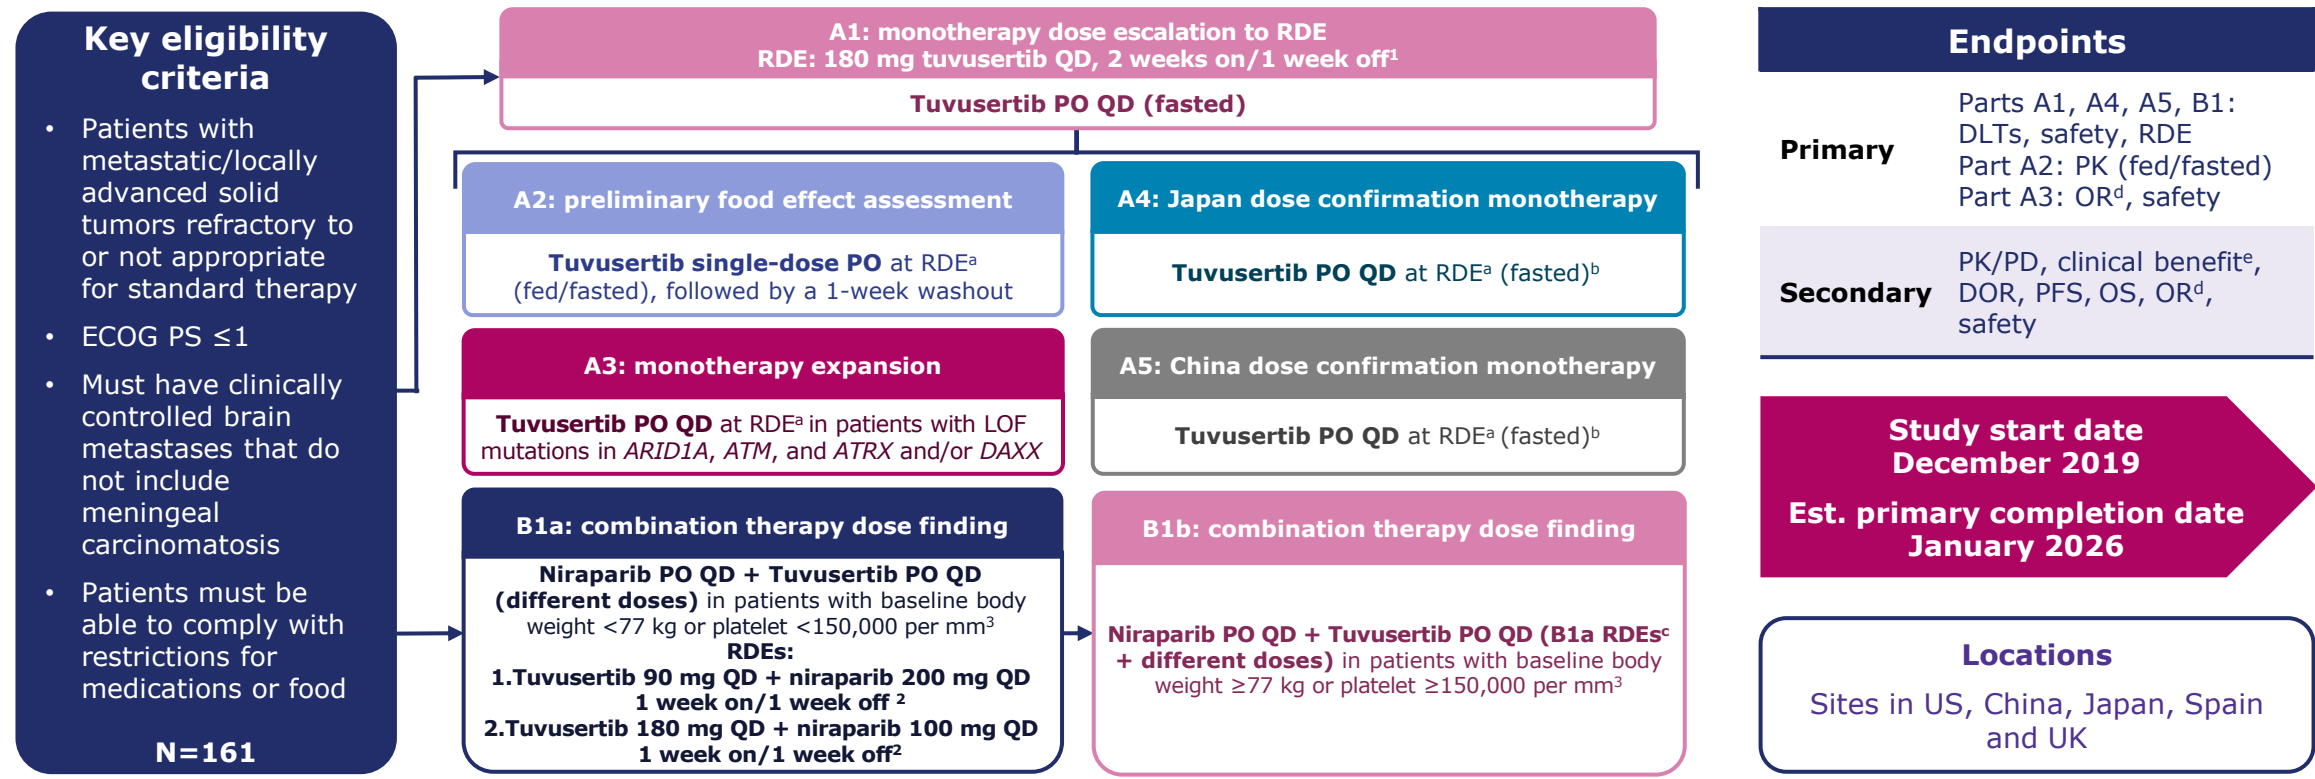 Key eligibility
criteria
• Patients with
metastatic/locally
advanced solid
tumors refractory to
or not appropriate
for standard therapy
• ECOG PS ≤1
• Must have clinically
controlled brain
metastases that do
not include
meningeal
carcinomatosis
• Patients must be
able to comply with
restrictions for
medications or food
N=161
A1: monotherapy dose escalation to RDE
RDE: 180 mg tuvusertib QD, 2 weeks on/1 week off¹
Tuvusertib PO QD (fasted)
A2: preliminary food effect assessment
Tuvusertib single-dose PO at RDEᵃ
(fed/fasted), followed by a 1-week washout
A4: Japan dose confirmation monotherapy
Tuvusertib PO QD at RDEᵃ (fasted)ᵇ
A3: monotherapy expansion
Tuvusertib PO QD at RDEᵃ in patients with LOF
mutations in ARID1A, ATM, and ATRX and/or DAXX
A5: China dose confirmation monotherapy
Tuvusertib PO QD at RDEᵃ (fasted)ᵇ
B1a: combination therapy dose finding
Niraparib PO QD + Tuvusertib PO QD
(different doses) in patients with baseline body
weight <77 kg or platelet <150,000 per mm³
RDEs:
1.Tuvusertib 90 mg QD + niraparib 200 mg QD
1 week on/1 week off ²
2.Tuvusertib 180 mg QD + niraparib 100 mg QD
1 week on/1 week off²
B1b: combination therapy dose finding
Niraparib PO QD + Tuvusertib PO QD (B1a RDEsᶜ
+ different doses) in patients with baseline body
weight ≥77 kg or platelet ≥150,000 per mm³
Endpoints
Primary
Parts A1, A4, A5, B1:
DLTs, safety, RDE
Part A2: PK (fed/fasted)
Part A3: ORᵈ, safety
Secondary
PK/PD, clinical benefitᵉ,
DOR, PFS, OS, ORᵈ,
safety
Study start date
December 2019
Est. primary completion date
January 2026
Locations
Sites in US, China, Japan, Spain
and UK